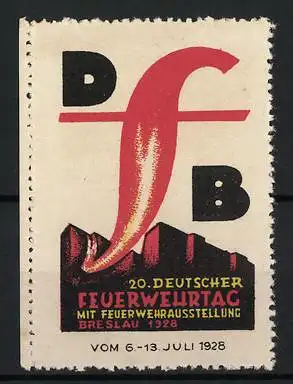 D f B
20. DEUTSCHER
FEUERWEHRTAG
MIT FEUERWEHRAUSSTELLUNG
BRESLAU 1928
VOM 6.-13. JULI 1928